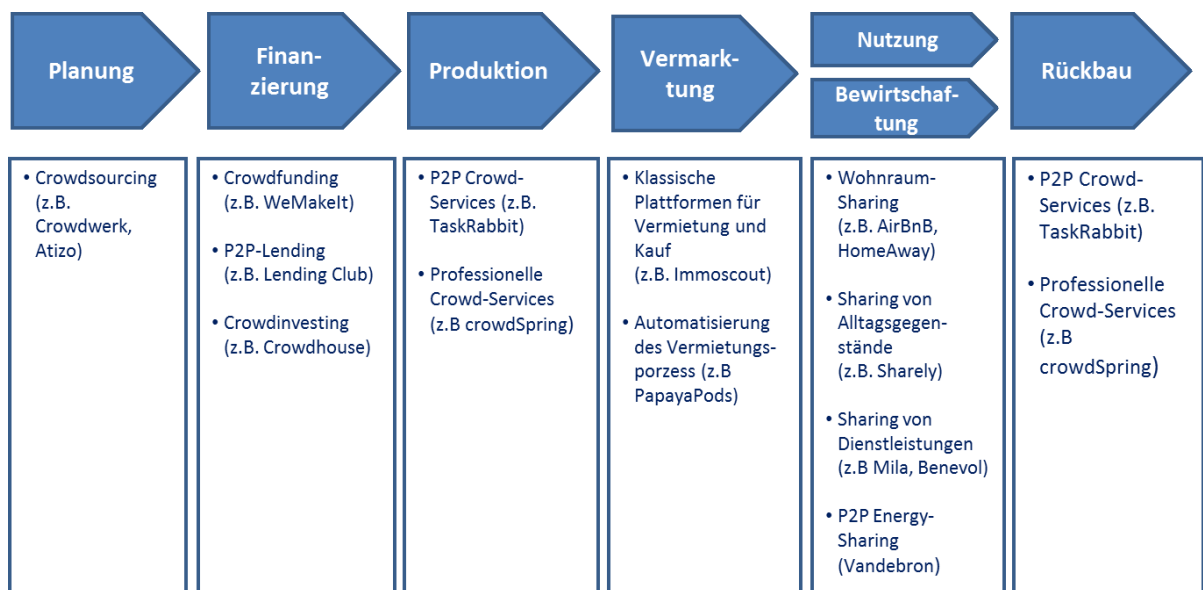 Planung
Finan-
zierung
Produktion
Vermark-
tung
Nutzung
Bewirtschaf-
tung
Rückbau
• Crowdsourcing
(z.B.
Crowdwerk,
Atizo)
• Crowdfunding
(z.B. WeMakeIt)
• P2P-Lending
(z.B. Lending Club)
• Crowdinvesting
(z.B. Crowdhouse)
• P2P Crowd-
Services (z.B.
TaskRabbit)
• Professionelle
Crowd-Services
(z.B crowdSpring)
• Klassische
Plattformen für
Vermietung und
Kauf
(z.B. Immoscout)
• Automatisierung
des Vermietungs-
porzess (z.B
PapayaPods)
• Wohnraum-
Sharing
(z.B. AirBnB,
HomeAway)
• Sharing von
Alltagsgegen-
stände
(z.B. Sharely)
• Sharing von
Dienstleistungen
(z.B Mila, Benevol)
• P2P Energy-
Sharing
(Vandebron)
• P2P Crowd-
Services (z.B.
TaskRabbit)
• Professionelle
Crowd-Services
(z.B
crowdSpring)